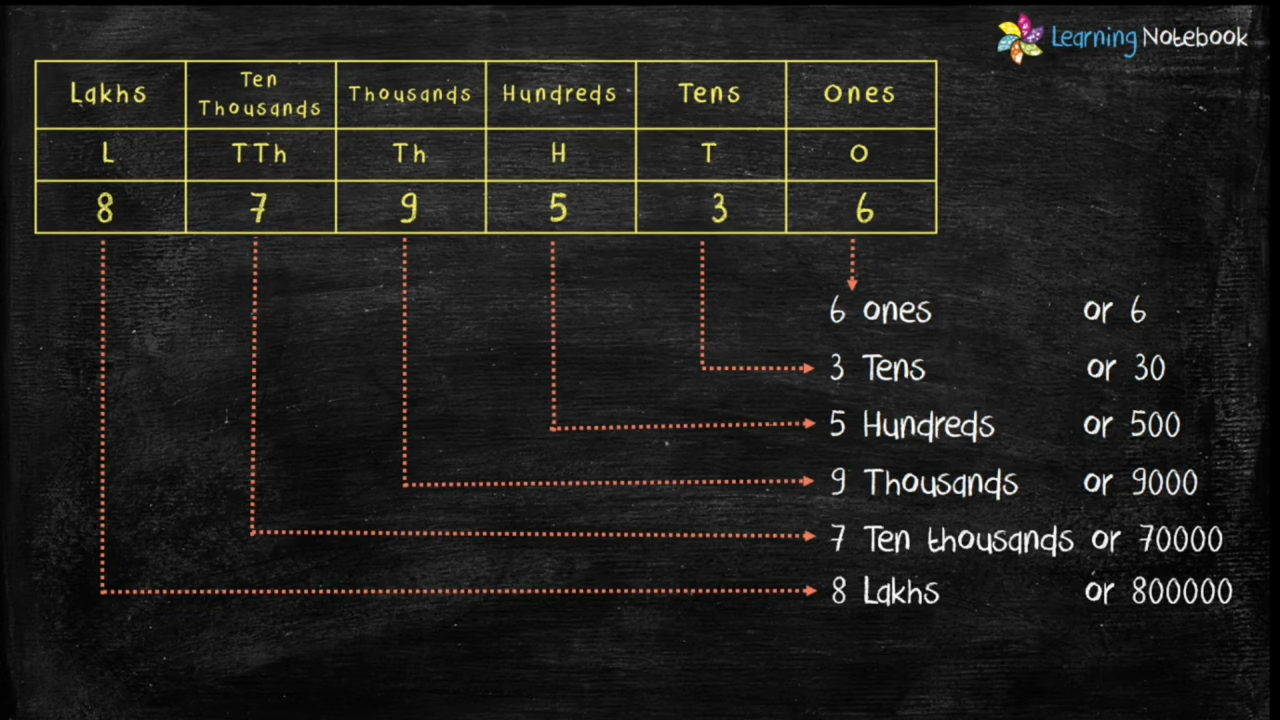 Learning Notebook
Lakhs Ten Thousands Thousands Hundreds Tens Ones
L TTh Th H T O
8 7 9 5 3 6
6 ones or 6
3 Tens or 30
5 Hundreds or 500
9 Thousands or 9000
7 Ten thousands or 70000
8 Lakhs or 800000